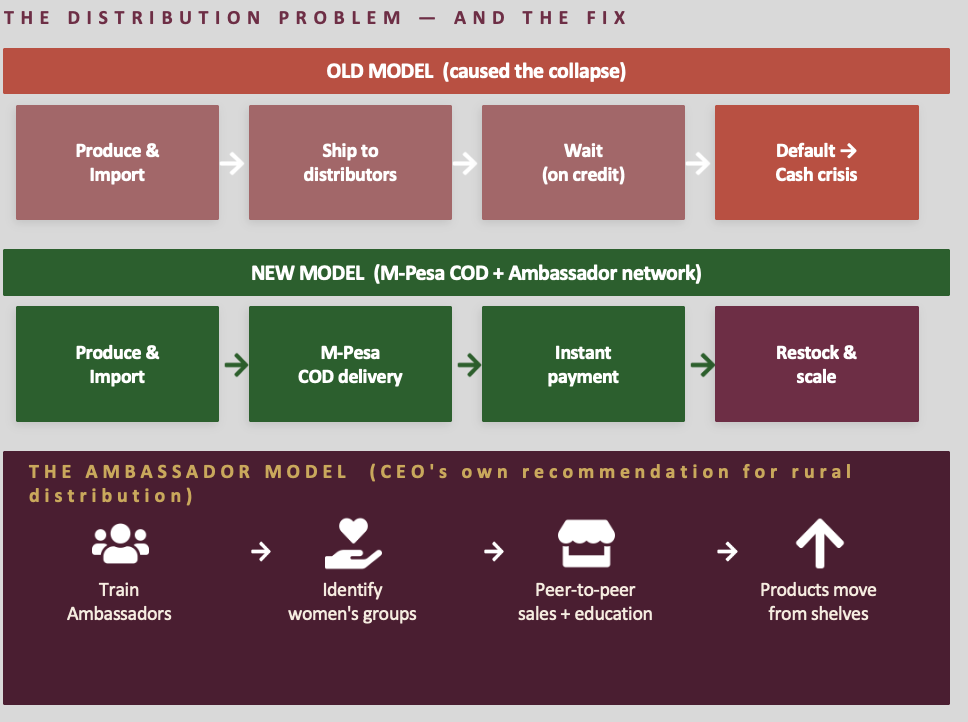 THE DISTRIBUTION PROBLEM — AND THE FIX
OLD MODEL (caused the collapse)
Produce &
Import
→
Ship to
distributors
→
Wait
(on credit)
→
Default →
Cash crisis
NEW MODEL (M-Pesa COD + Ambassador network)
Produce &
Import
→
M-Pesa
COD delivery
→
Instant
payment
→
Restock &
scale
THE AMBASSADOR MODEL (CEO's own recommendation for rural
distribution)
Train
Ambassadors
→
Identify
women's groups
→
Peer-to-peer
sales + education
→
Products move
from shelves